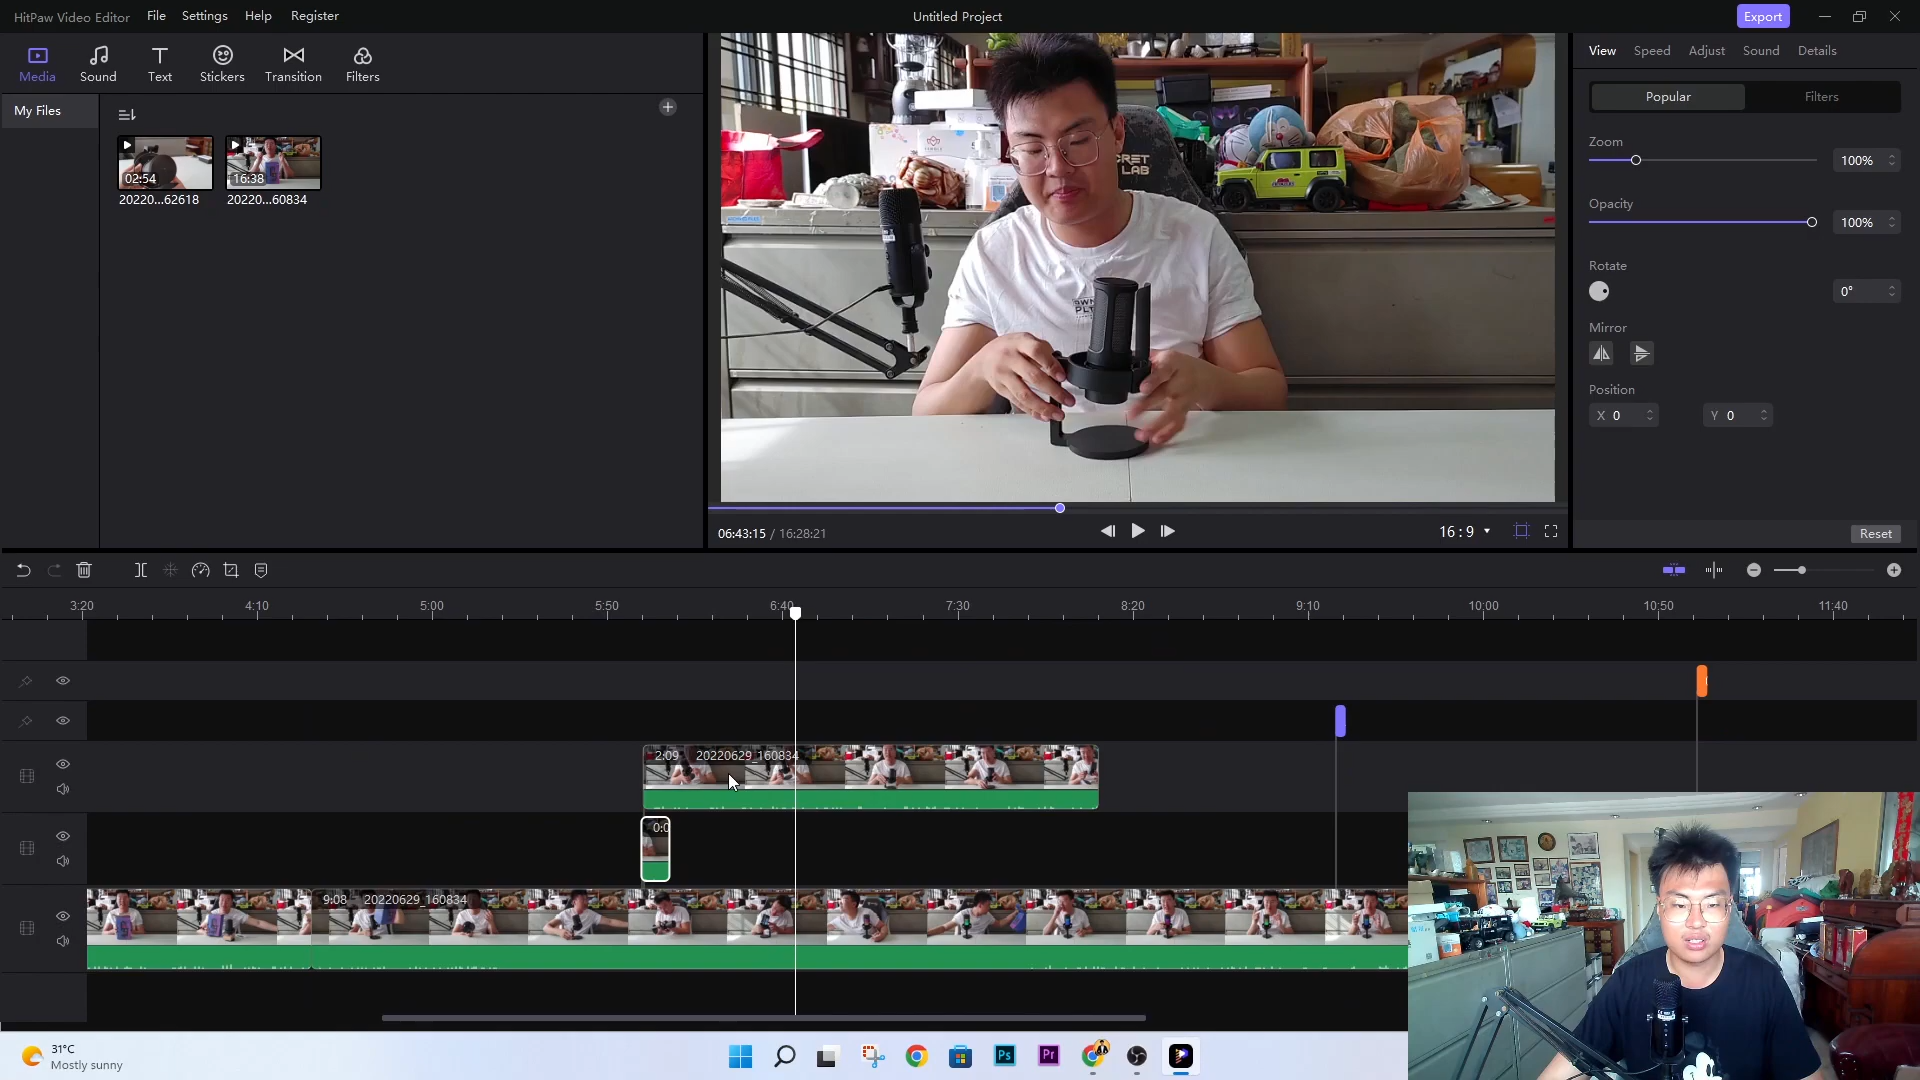 HitPaw Video Editor File Settings Help Register Untitled Project Export
Media Sound Text Stickers Transition Filters
My Files
02:54 16:38
20220...62618 20220...60834
View Speed Adjust Sound Details
Popular Filters
Zoom
100%
Opacity
100%
Rotate
0°
Mirror
Position
X 0 Y 0
Reset
06:43:15 / 16:28:21 16 : 9
3:20 4:10 5:00 5:50 6:40 7:30 8:20 9:10 10:00 10:50 11:40
2:09 20220629_160834
0:0
9:08 20220629_160834
31°C
Mostly sunny
Ps Pr